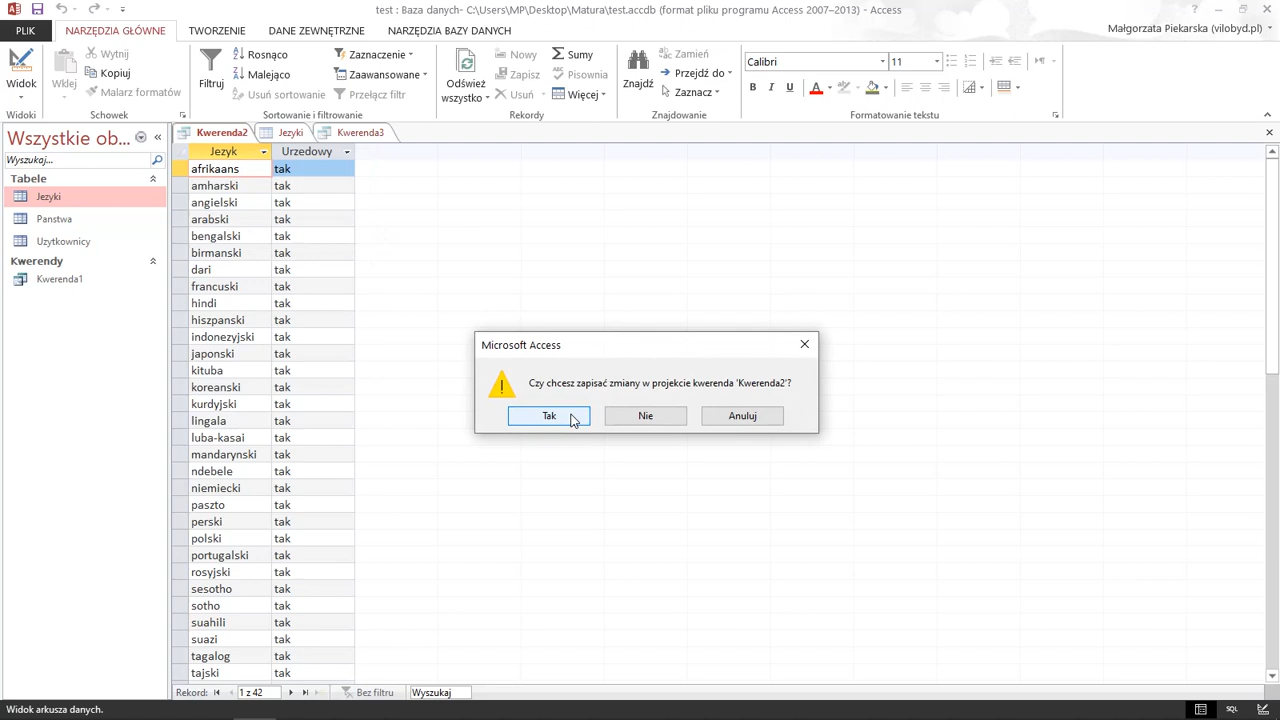 test : Baza danych- C:\Users\MP\Desktop\Matura\test.accdb (format pliku programu Access 2007–2013) - Access
PLIK NARZĘDZIA GŁÓWNE TWORZENIE DANE ZEWNĘTRZNE NARZĘDZIA BAZY DANYCH Małgorzata Piekarska (vilobyd.pl)
Widok
Wklej
Wytnij
Kopiuj
Malarz formatów
Filtruj
Rosnąco
Malejąco
Usuń sortowanie
Zaznaczenie
Zaawansowane
Przełącz filtr
Odśwież
wszystko
Nowy
Zapisz
Usuń
Sumy
Pisownia
Więcej
Znajdź
Zamień
Przejdź do
Zaznacz
Calibri 11
B I U A
Widoki Schowek Sortowanie i filtrowanie Rekordy Znajdowanie Formatowanie tekstu
Wszystkie ob...
Wyszukaj...
Tabele
Jezyki
Panstwa
Uzytkownicy
Kwerendy
Kwerenda1
Kwerenda2 Jezyki Kwerenda3
Jezyk Urzedowy
afrikaans tak
amharski tak
angielski tak
arabski tak
bengalski tak
birmanski tak
dari tak
francuski tak
hindi tak
hiszpanski tak
indonezyjski tak
japonski tak
kituba tak
koreanski tak
kurdyjski tak
lingala tak
luba-kasai tak
mandarynski tak
ndebele tak
niemiecki tak
paszto tak
perski tak
polski tak
portugalski tak
rosyjski tak
sesotho tak
sotho tak
suahili tak
suazi tak
tagalog tak
tajski tak
Microsoft Access
Czy chcesz zapisać zmiany w projekcie kwerenda 'Kwerenda2'?
Tak Nie Anuluj
Rekord: 1 z 42 Bez filtru Wyszukaj
Widok arkusza danych. SQL